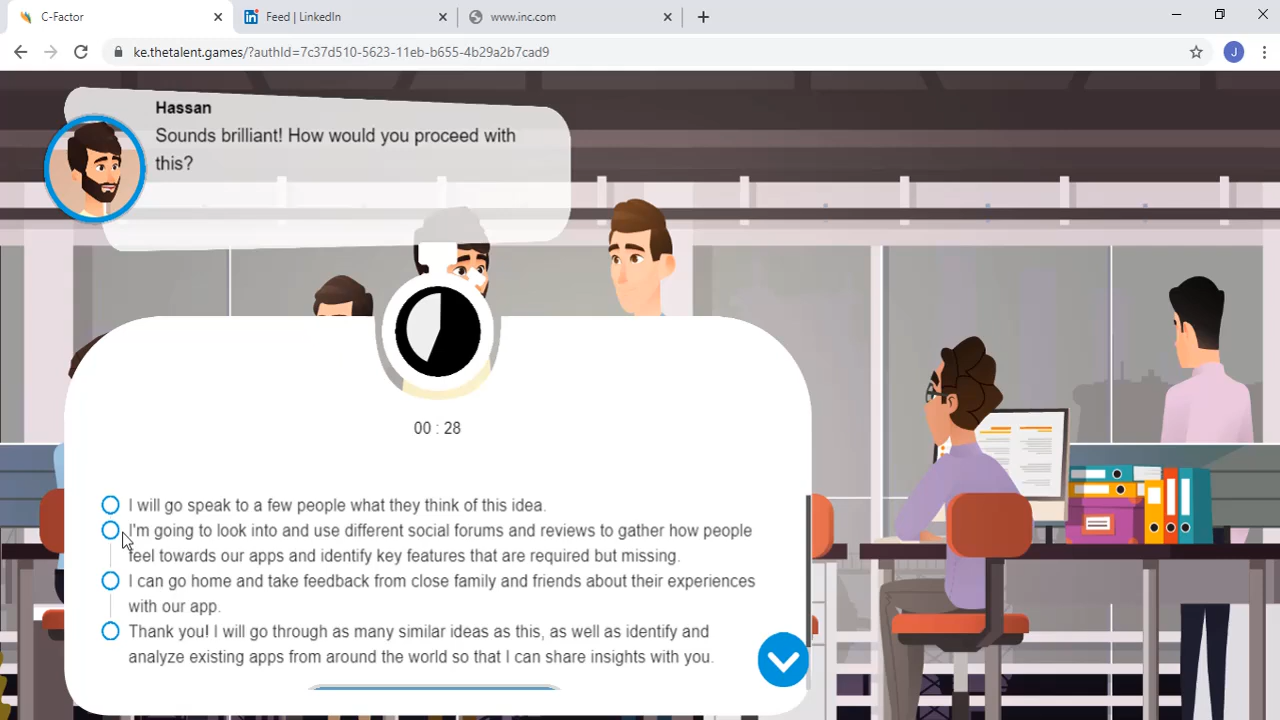 C-Factor
Feed | LinkedIn
www.inc.com
ke.thetalent.games/?authId=7c37d510-5623-11eb-b655-4b29a2b7cad9
J
Hassan
Sounds brilliant! How would you proceed with
this?
00 : 28
I will go speak to a few people what they think of this idea.
I'm going to look into and use different social forums and reviews to gather how people
feel towards our apps and identify key features that are required but missing.
I can go home and take feedback from close family and friends about their experiences
with our app.
Thank you! I will go through as many similar ideas as this, as well as identify and
analyze existing apps from around the world so that I can share insights with you.